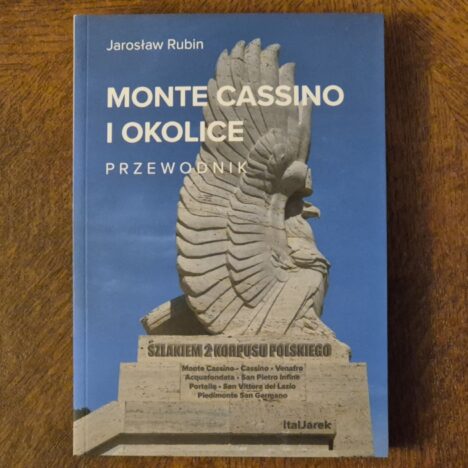 Jarosław Rubin
MONTE CASSINO
I OKOLICE
PRZEWODNIK
SZLAKIEM 2 KORPUSU POLSKIEGO
Monte Cassino - Cassino - Venafro
Acquafondata - San Pietro Infine
Portella - San Vittore del Lazio
Piedimonte San Germano
ItalJarek